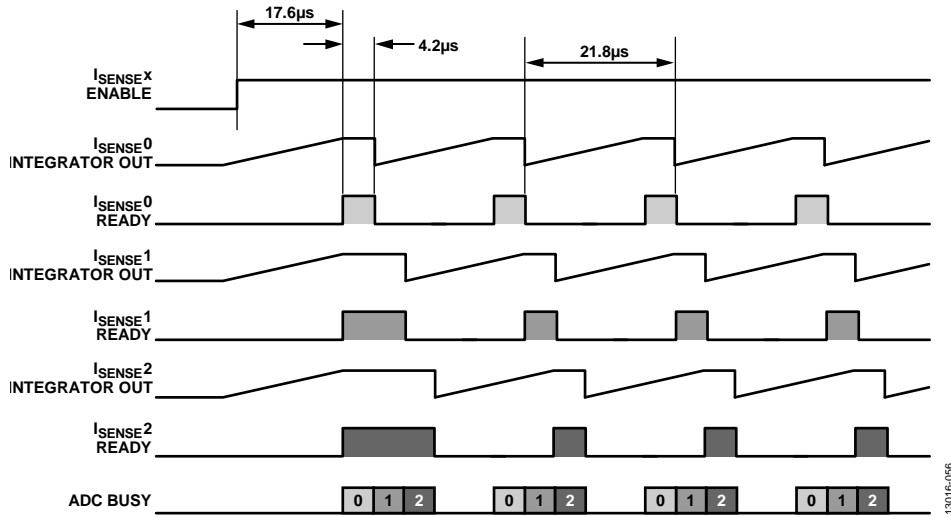 17.6µs
4.2µs
21.8µs
ISENSEX
ENABLE
ISENSE0
INTEGRATOR OUT
ISENSE0
READY
ISENSE1
INTEGRATOR OUT
ISENSE1
READY
ISENSE2
INTEGRATOR OUT
ISENSE2
READY
ADC BUSY
0 1 2 0 1 2 0 1 2 0 1 2
13016-056